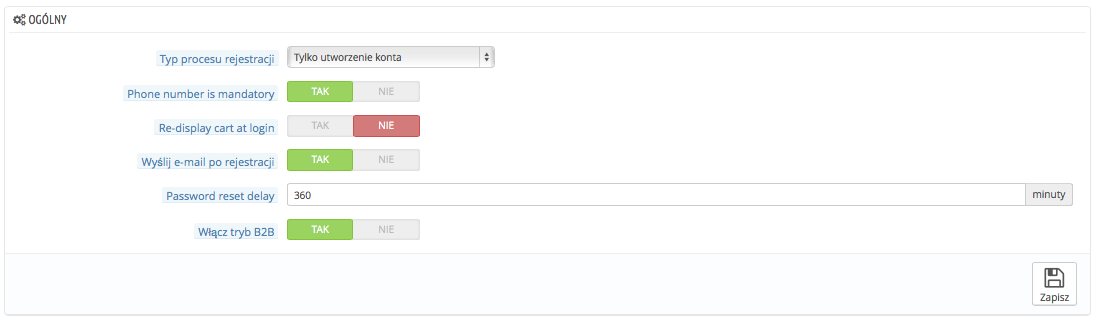 OGÓLNY
Typ procesu rejestracji Tylko utworzenie konta
Phone number is mandatory TAK NIE
Re-display cart at login TAK NIE
Wyślij e-mail po rejestracji TAK NIE
Password reset delay 360 minuty
Włącz tryb B2B TAK NIE
Zapisz